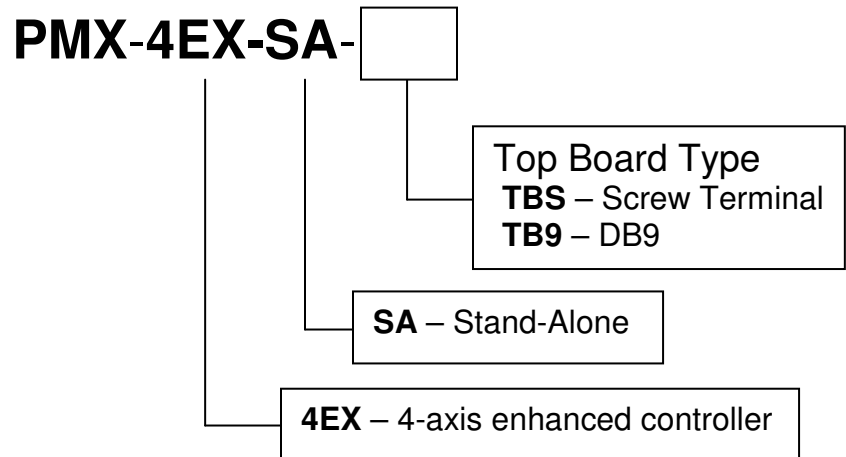 PMX-4EX-SA-
Top Board Type
TBS – Screw Terminal
TB9 – DB9
SA – Stand-Alone
4EX – 4-axis enhanced controller